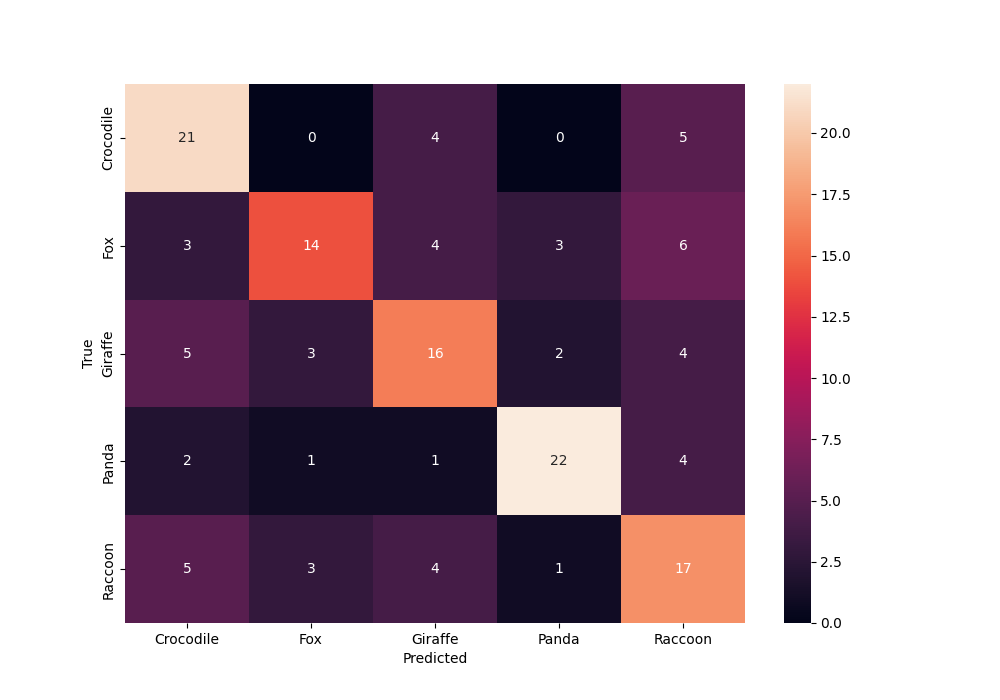 Crocodile 21 0 4 0 5
Fox 3 14 4 3 6
Giraffe 5 3 16 2 4
Panda 2 1 1 22 4
Raccoon 5 3 4 1 17
True
Crocodile Fox Giraffe Panda Raccoon
Predicted
20.0
17.5
15.0
12.5
10.0
7.5
5.0
2.5
0.0